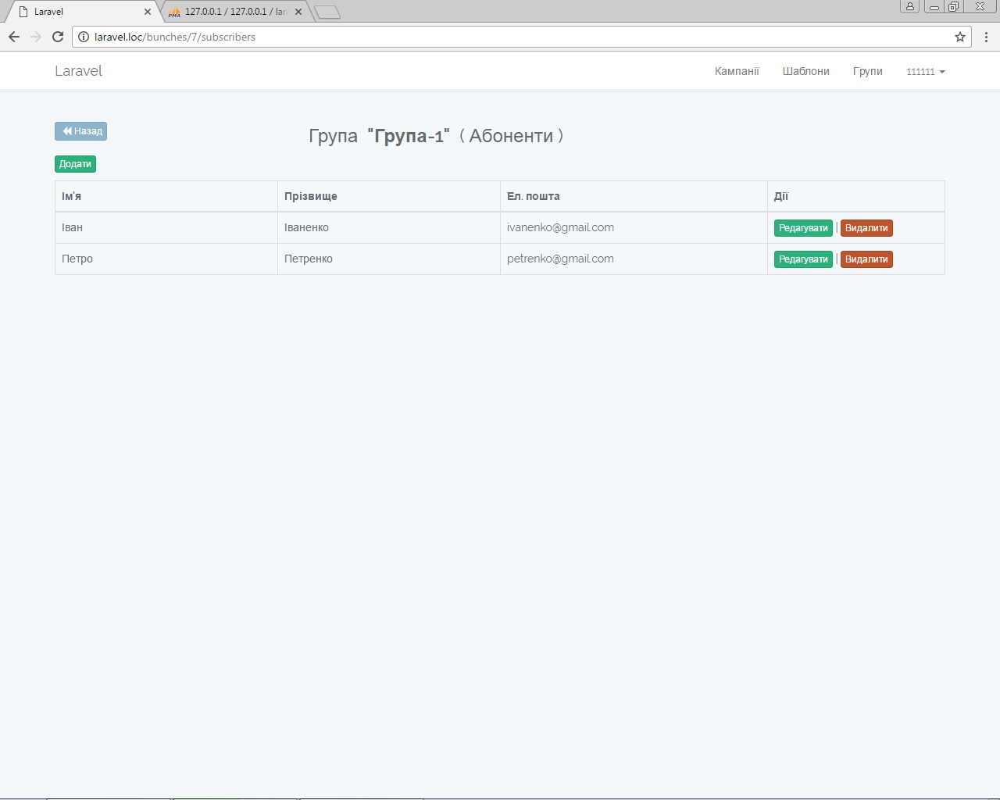 Laravel
127.0.0.1 / 127.0.0.1 / lar
laravel.loc/bunches/7/subscribers
Laravel Кампанії Шаблони Групи 111111
Назад
Група "Група-1" ( Абоненти )
Додати
Ім'я Прізвище Ел. пошта Дії
Іван Іваненко ivanenko@gmail.com Редагувати | Видалити
Петро Петренко petrenko@gmail.com Редагувати | Видалити